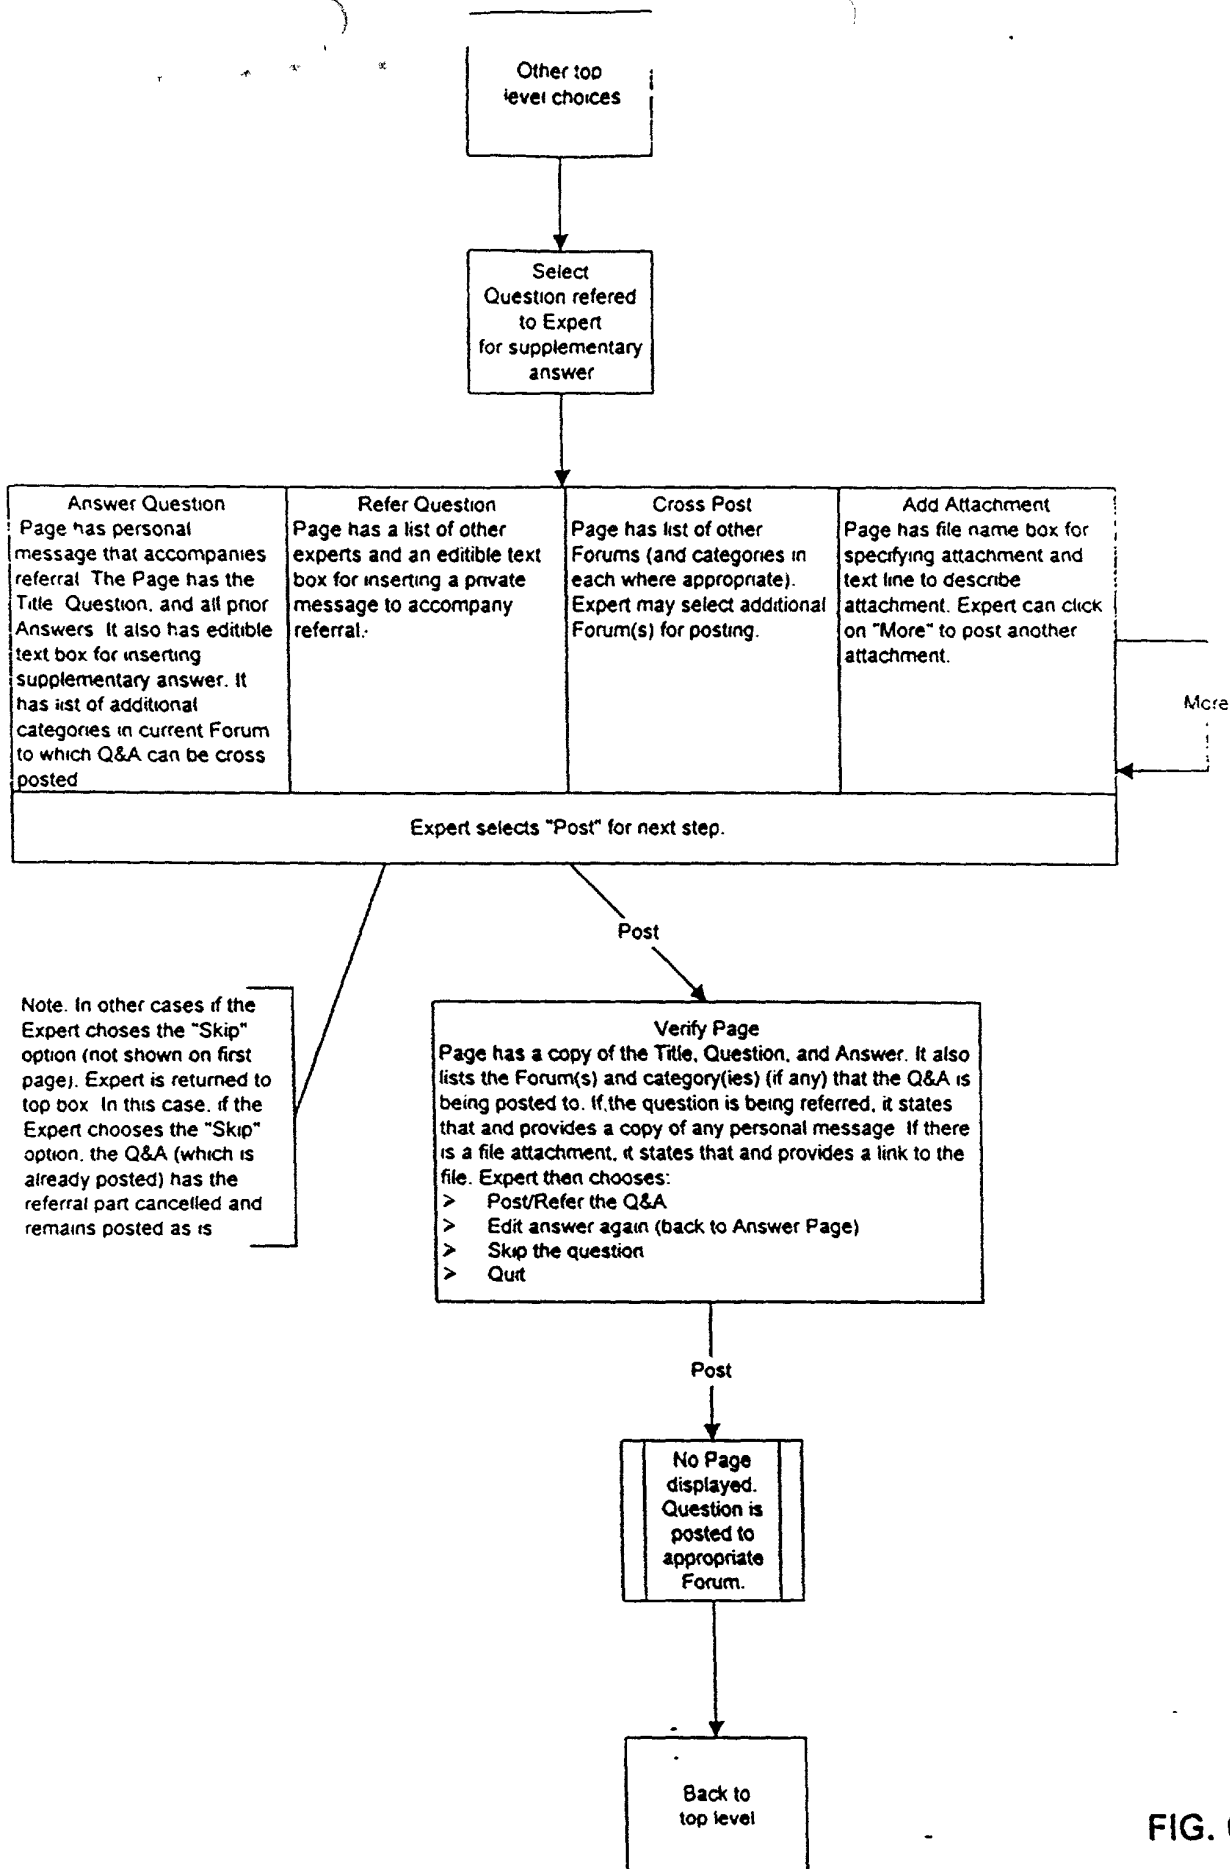 Other top
level choices
Select
Question refered
to Expert
for supplementary
answer
Answer Question
Page has personal
message that accompanies
referral The Page has the
Title Question, and all prior
Answers It also has editible
text box for inserting
supplementary answer. It
has list of additional
categories in current Forum
to which Q&A can be cross
posted
Refer Question
Page has a list of other
experts and an editible text
box for inserting a private
message to accompany
referral.
Cross Post
Page has list of other
Forums (and categories in
each where appropriate).
Expert may select additional
Forum(s) for posting.
Add Attachment
Page has file name box for
specifying attachment and
text line to describe
attachment. Expert can click
on "More" to post another
attachment.
More
Expert selects "Post" for next step.
Post
Note. In other cases if the
Expert choses the "Skip"
option (not shown on first
page). Expert is returned to
top box In this case, if the
Expert chooses the "Skip"
option, the Q&A (which is
already posted) has the
referral part cancelled and
remains posted as is
Verify Page
Page has a copy of the Title, Question, and Answer. It also
lists the Forum(s) and category(ies) (if any) that the Q&A is
being posted to. If the question is being referred, it states
that and provides a copy of any personal message If there
is a file attachment, it states that and provides a link to the
file. Expert then chooses:
> Post/Refer the Q&A
> Edit answer again (back to Answer Page)
> Skip the question
> Quit
Post
No Page
displayed.
Question is
posted to
appropriate
Forum.
Back to
top level
FIG.